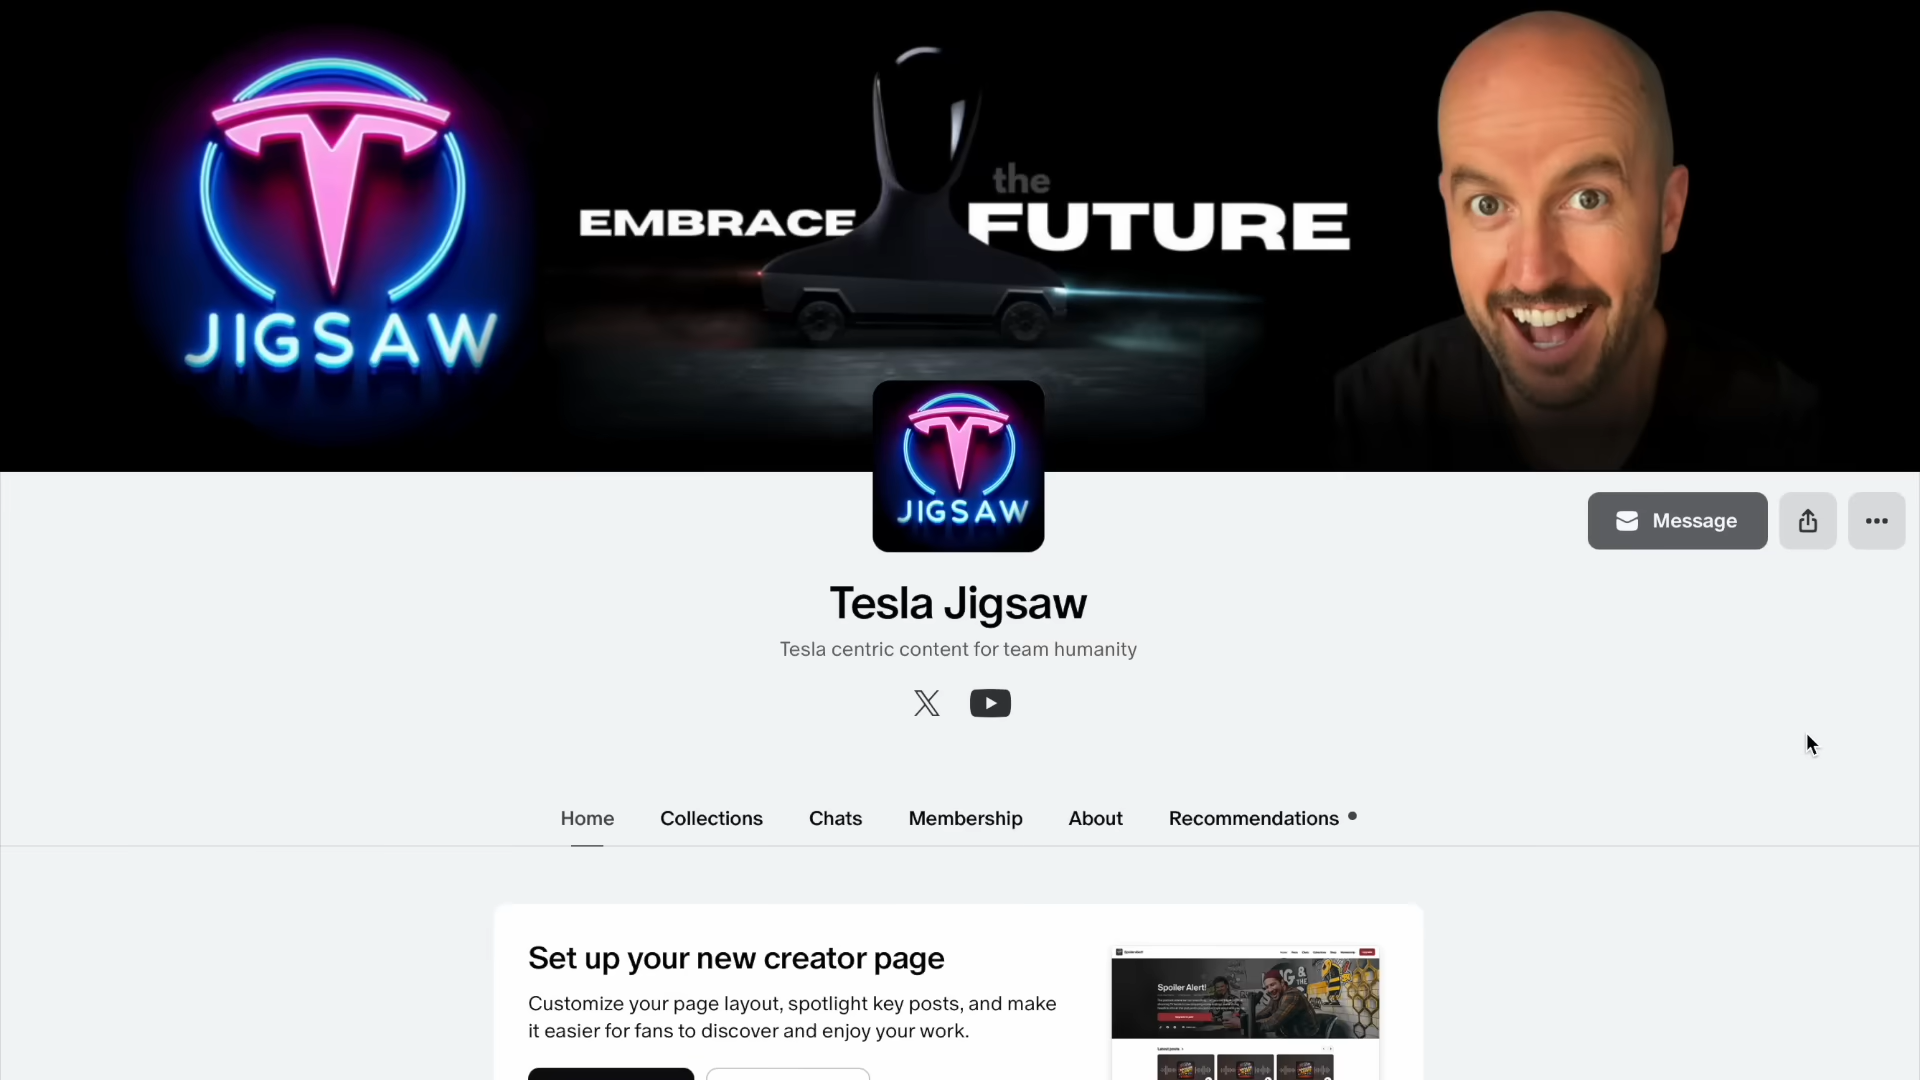 JIGSAW
EMBRACE
the
FUTURE
JIGSAW
Message
Tesla Jigsaw
Tesla centric content for team humanity
Home
Collections
Chats
Membership
About
Recommendations
Set up your new creator page
Customize your page layout, spotlight key posts, and make
it easier for fans to discover and enjoy your work.
Spoiler Alert!
Latest posts